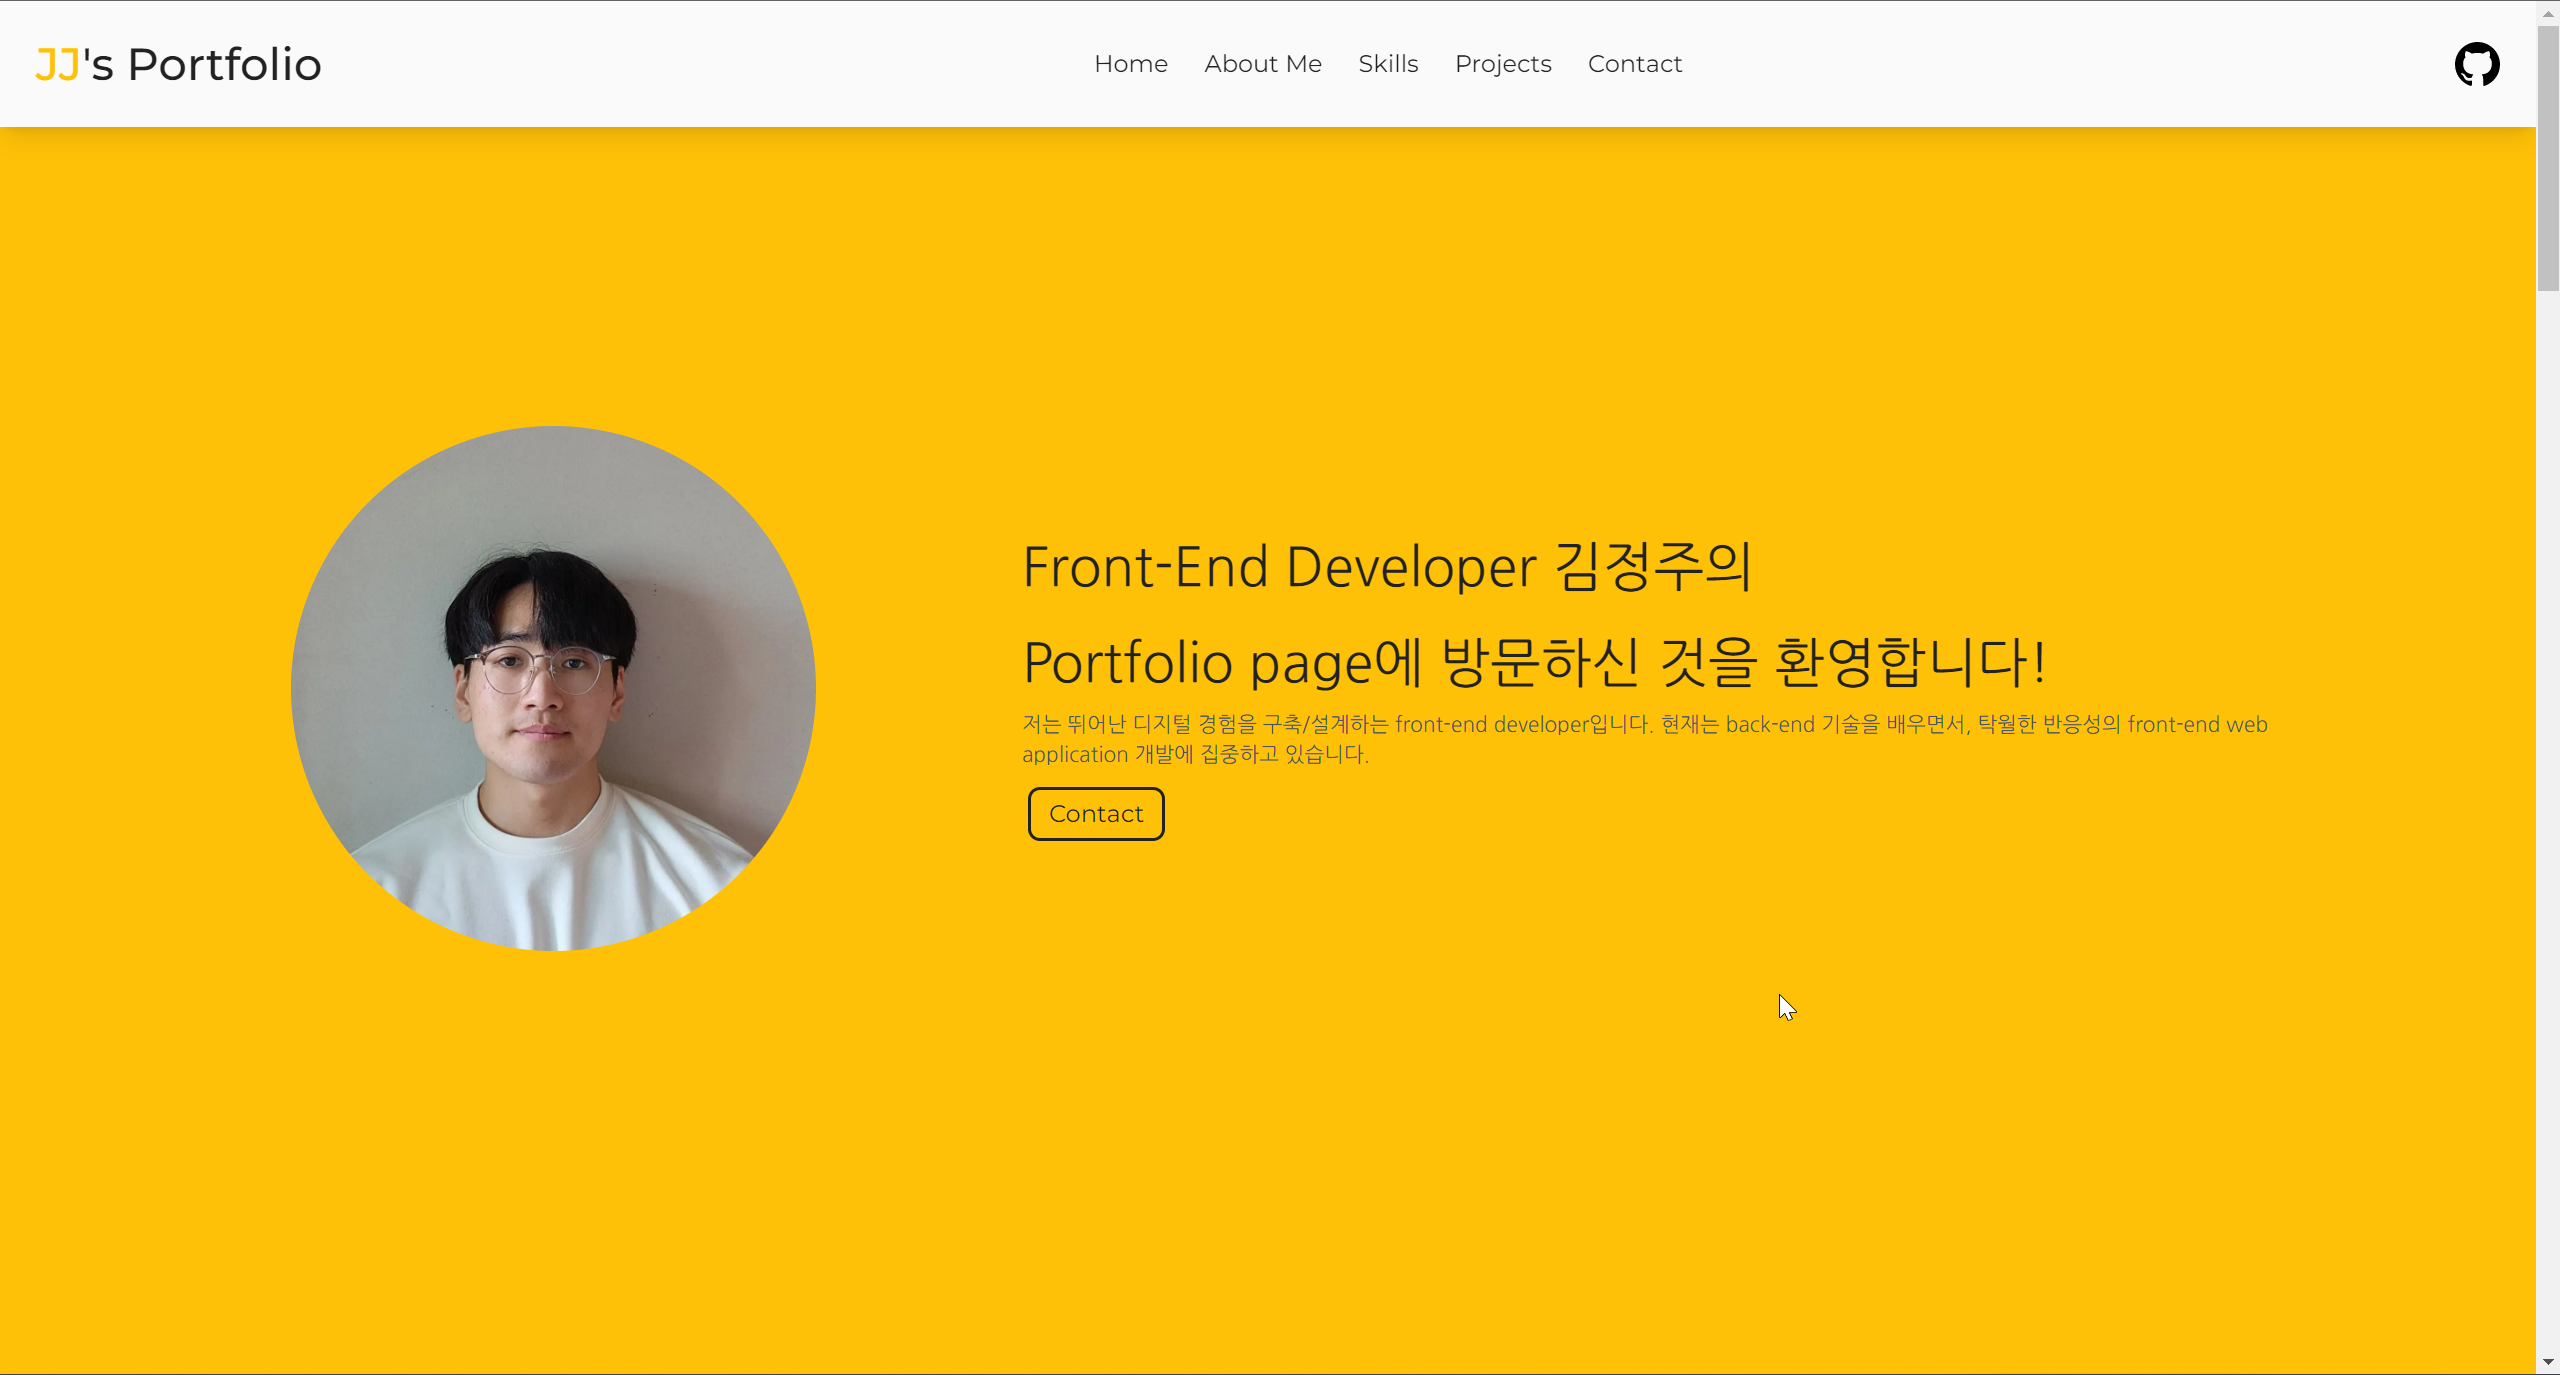 JJ's Portfolio
Home About Me Skills Projects Contact
Front-End Developer 김정주의
Portfolio page에 방문하신 것을 환영합니다!
저는 뛰어난 디지털 경험을 구축/설계하는 front-end developer입니다. 현재는 back-end 기술을 배우면서, 탁월한 반응성의 front-end web
application 개발에 집중하고 있습니다.
Contact